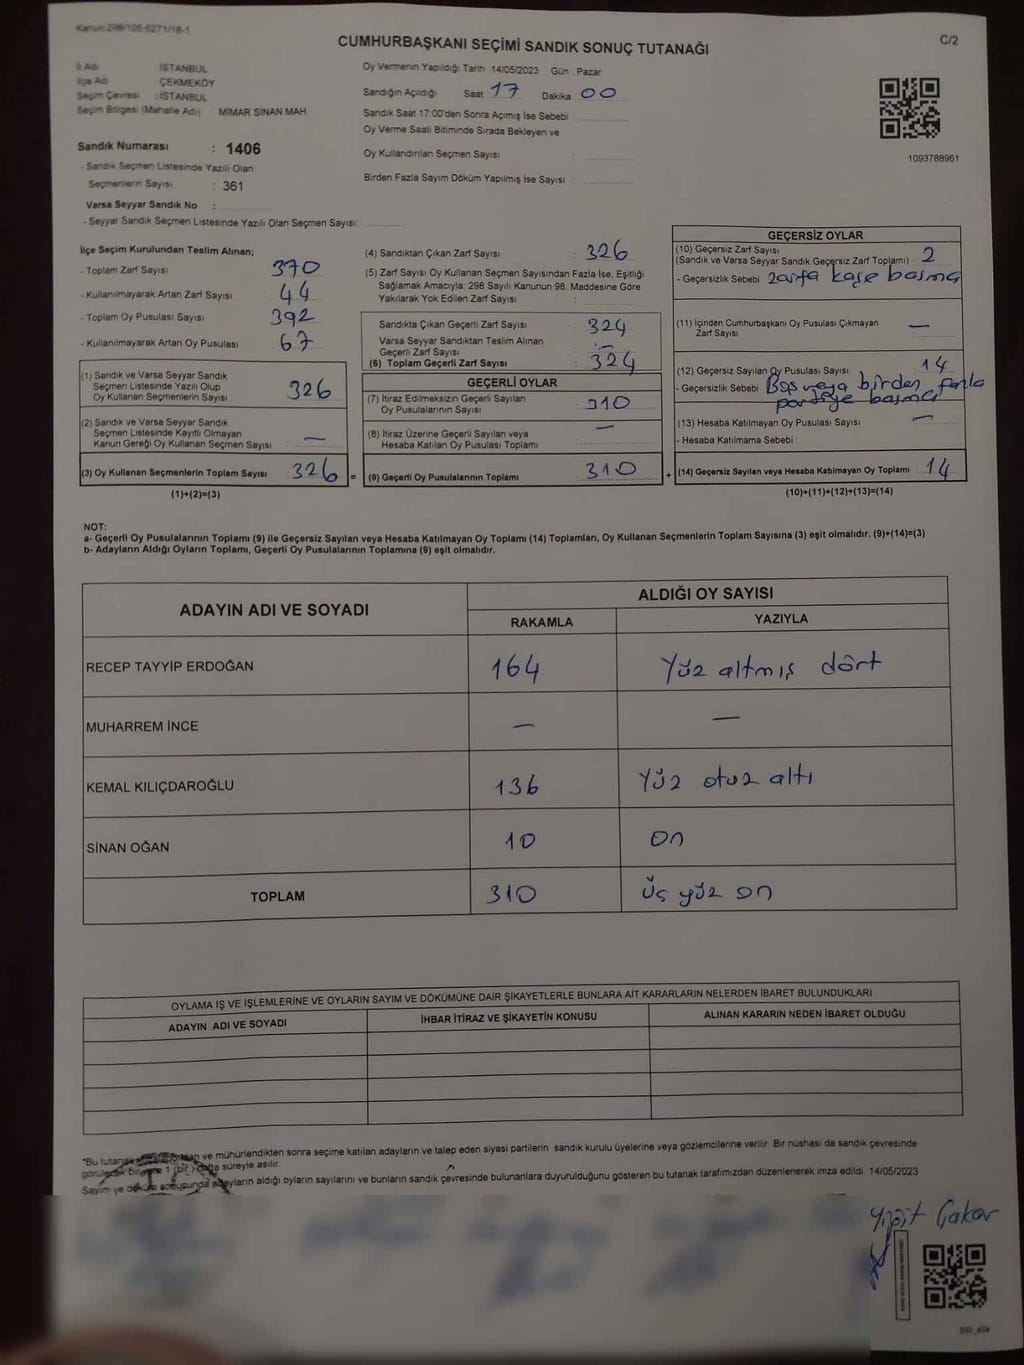 Kanun:298/105:6271/18-1
C/2
CUMHURBAŞKANI SEÇİMİ SANDIK SONUÇ TUTANAĞI
İl Adı : İSTANBUL
İlçe Adı : ÇEKMEKÖY
Seçim Çevresi : İSTANBUL
Seçim Bölgesi (Mahalle Adı) MİMAR SİNAN MAH
Sandık Numarası : 1406
- Sandık Seçmen Listesinde Yazılı Olan
Seçmenlerin Sayısı : 361
Varsa Seyyar Sandık No :
- Seyyar Sandık Seçmen Listesinde Yazılı Olan Seçmen Sayısı:
Oy Vermenin Yapıldığı Tarih :14/05/2023 Gün : Pazar
Sandığın Açıldığı Saat 17 Dakika 00
Sandık Saat 17:00'den Sonra Açımış İse Sebebi :
Oy Verme Saati Bitiminde Sırada Bekleyen ve
Oy Kullandırılan Seçmen Sayısı :
Birden Fazla Sayım Döküm Yapılmış İse Sayısı :
1093788961
İlçe Seçim Kurulundan Teslim Alınan;
- Toplam Zarf Sayısı : 370
- Kullanılmayarak Artan Zarf Sayısı : 44
- Toplam Oy Pusulası Sayısı : 392
- Kullanılmayarak Artan Oy Pusulası : 67
(1) Sandık ve Varsa Seyyar Sandık
Seçmen Listesinde Yazılı Olup
Oy Kullanan Seçmenlerin Sayısı : 326
(2) Sandık ve Varsa Seyyar Sandık
Seçmen Listesinde Kayıtlı Olmayan
Kanun Gereği Oy Kullanan Seçmen Sayısı : —
(3) Oy Kullanan Seçmenlerin Toplam Sayısı : 326 =
(1)+(2)=(3)
(4) Sandıktan Çıkan Zarf Sayısı : 326
(5) Zarf Sayısı Oy Kullanan Seçmen Sayısından Fazla İse, Eşitliği
Sağlamak Amacıyla; 298 Sayılı Kanunun 98. Maddesine Göre
Yakılarak Yok Edilen Zarf Sayısı :
Sandıkta Çıkan Geçerli Zarf Sayısı : 324
Varsa Seyyar Sandıktan Teslim Alınan
Geçerli Zarf Sayısı : —
(6) Toplam Geçerli Zarf Sayısı : 324
GEÇERLİ OYLAR
(7) İtiraz Edilmeksizin Geçerli Sayılan
Oy Pusulalarının Sayısı : 310
(8) İtiraz Üzerine Geçerli Sayılan veya
Hesaba Katılan Oy Pusulası Toplamı : —
(9) Geçerli Oy Pusulalarının Toplamı : 310 +
GEÇERSİZ OYLAR
(10) Geçersiz Zarf Sayısı
(Sandık ve Varsa Seyyar Sandık Geçersiz Zarf Toplamı) : 2
- Geçersizlik Sebebi : zarfa kaşe basma
(11) İçinden Cumhurbaşkanı Oy Pusulası Çıkmayan
Zarf Sayısı : —
(12) Geçersiz Sayılan Oy Pusulası Sayısı : 14
- Geçersizlik Sebebi : Boş veya birden fazla
partiye basma
(13) Hesaba Katılmayan Oy Pusulası Sayısı : —
- Hesaba Katılmama Sebebi :
(14) Geçersiz Sayılan veya Hesaba Katılmayan Oy Toplamı : 14
(10)+(11)+(12)+(13)=(14)
NOT:
a- Geçerli Oy Pusulalarının Toplamı (9) ile Geçersiz Sayılan veya Hesaba Katılmayan Oy Toplamı (14) Toplamları, Oy Kullanan Seçmenlerin Toplam Sayısına (3) eşit olmalıdır. (9)+(14)=(3)
b- Adayların Aldığı Oyların Toplamı, Geçerli Oy Pusulalarının Toplamına (9) eşit olmalıdır.
ADAYIN ADI VE SOYADI
ALDIĞI OY SAYISI
RAKAMLA YAZIYLA
RECEP TAYYİP ERDOĞAN 164 Yüz altmış dört
MUHARREM İNCE — —
KEMAL KILIÇDAROĞLU 136 Yüz otuz altı
SİNAN OĞAN 10 on
TOPLAM 310 üç yüz on
OYLAMA İŞ VE İŞLEMLERİNE VE OYLARIN SAYIM VE DÖKÜMÜNE DAİR ŞİKAYETLERLE BUNLARA AİT KARARLARIN NELERDEN İBARET BULUNDUKLARI
ADAYIN ADI VE SOYADI İHBAR İTİRAZ VE ŞİKAYETİN KONUSU ALINAN KARARIN NEDEN İBARET OLDUĞU
*Bu tutanak ve mühürlendikten sonra seçime katılan adayların ve talep eden siyasi partilerin sandık kurulu üyelerine veya gözlemcilerine verilir. Bir nüshası da sandık çevresinde
görülecek bir yere 1 (bir) hafta süreyle asılır.
Sayım ve döküm sonusunda adayların aldığı oyların sayılarını ve bunların sandık çevresinde bulunanlara duyurulduğunu gösteren bu tutanak tarafımızdan düzenlenerek imza edildi. 14/05/2023
Yiğit Çakar